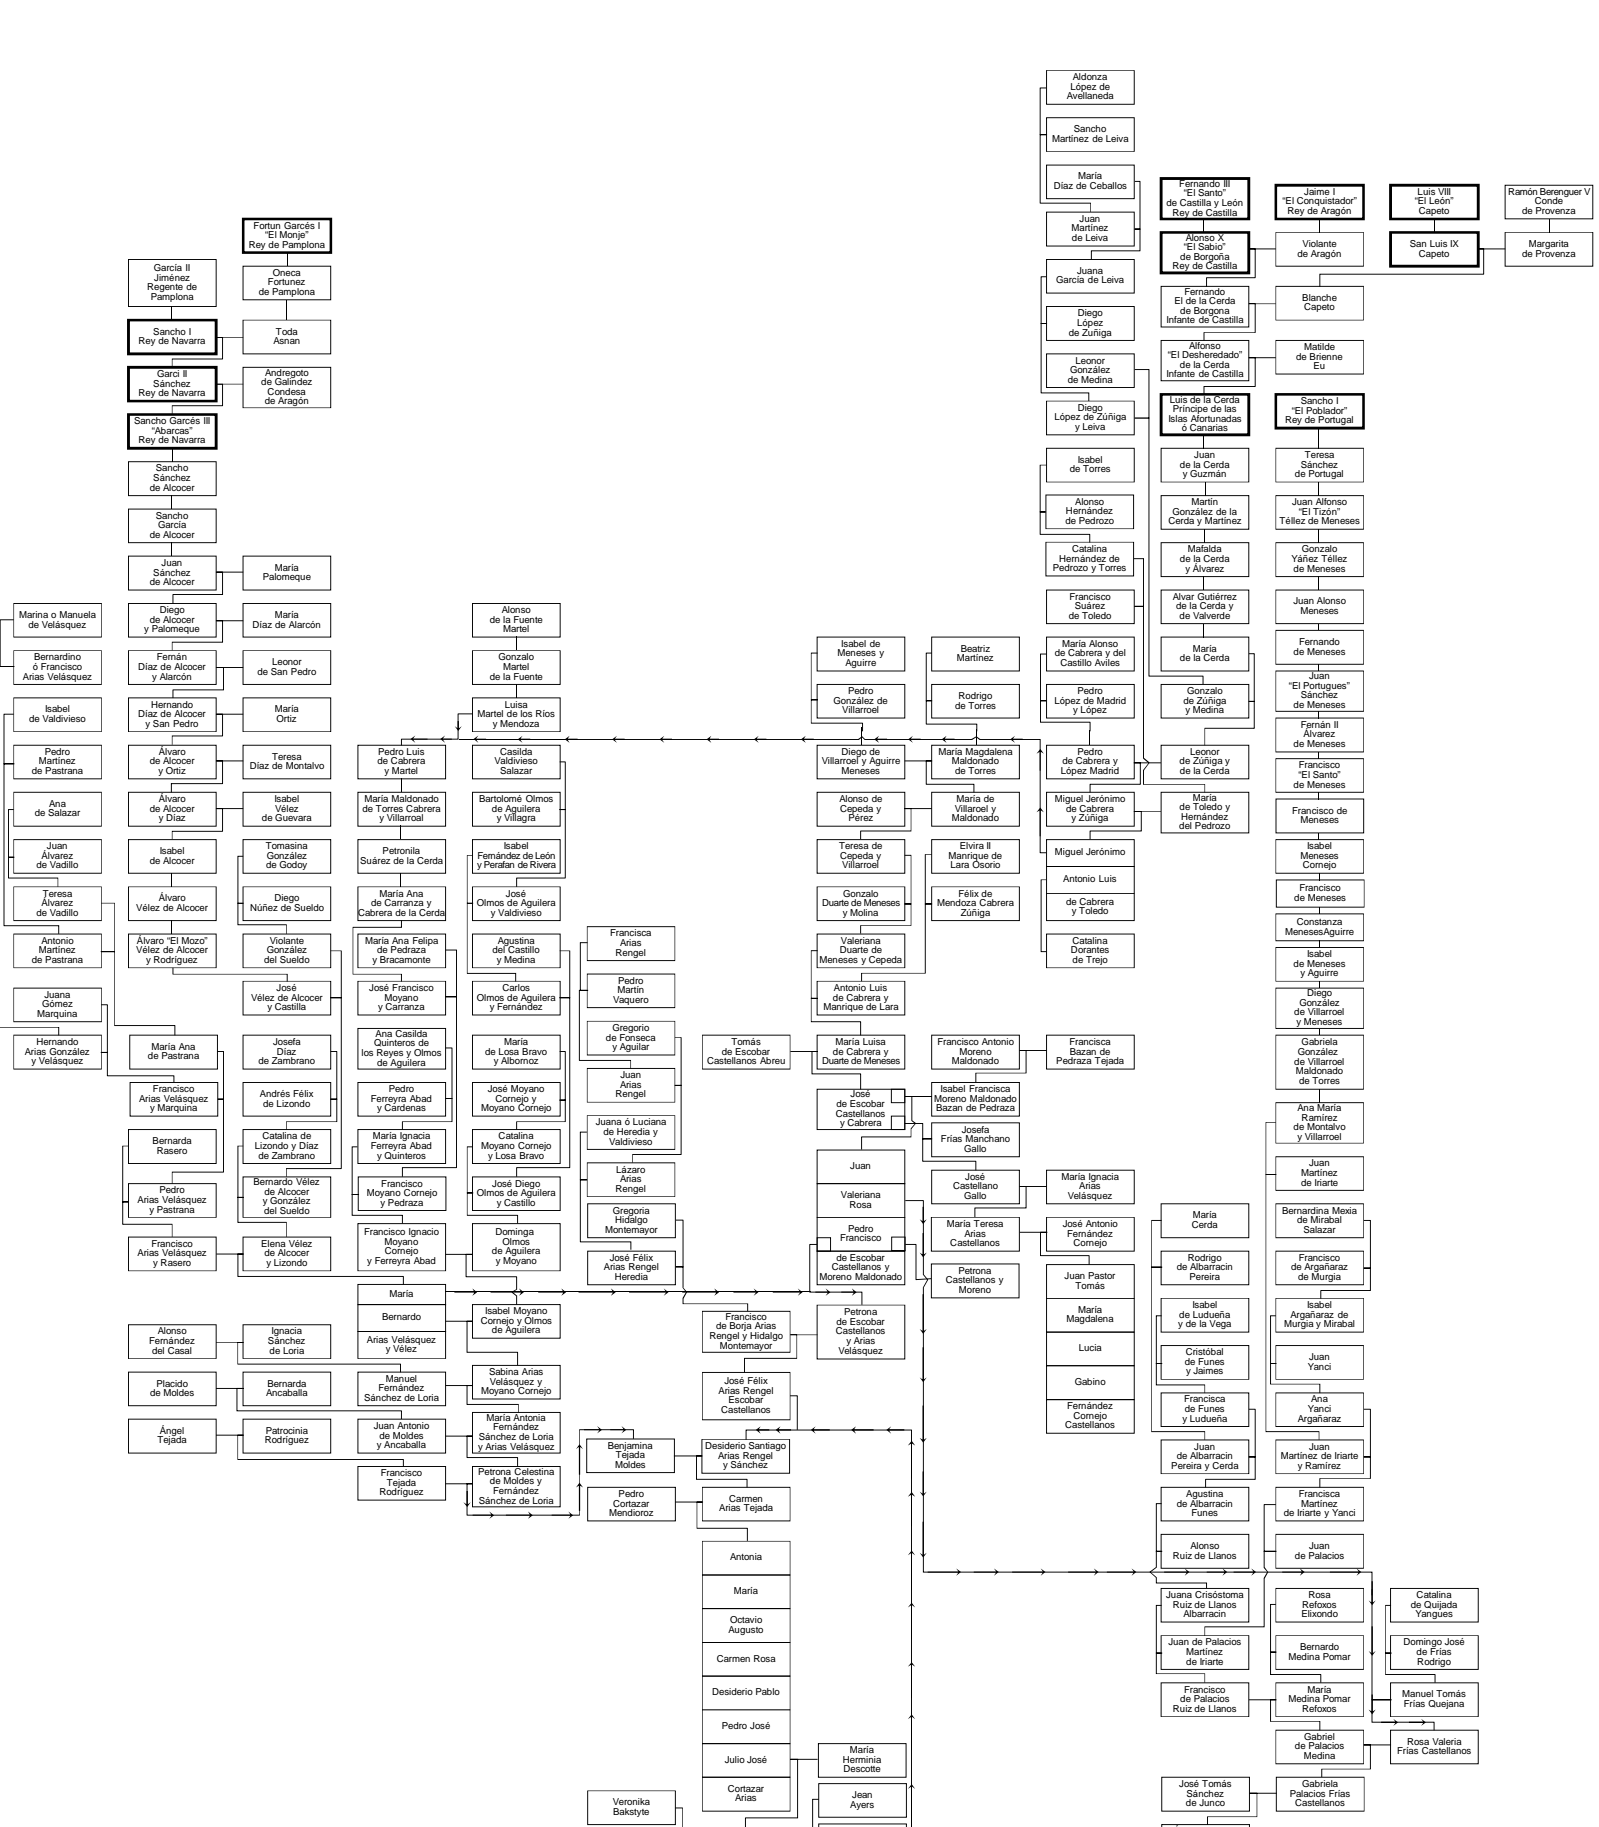 Aldonza
López de
Avellaneda
Sancho
Martínez de Leiva
María
Díaz de Ceballos
Juan
Martínez
de Leiva
Juana
García de Leiva
Diego
López
de Zuñiga
Leonor
González
de Medina
Diego
López de Zúñiga
y Leiva
Isabel
de Torres
Alonso
Hernández
de Pedrozo
Catalina
Hernández de
Pedrozo y Torres
Francisco
Suárez
de Toledo
María Alonso
de Cabrera y del
Castillo Aviles
Pedro
López de Madrid
y López
Pedro
de Cabrera y
López Madrid
Miguel Jerónimo
de Cabrera
y Zúñiga
Miguel Jerónimo
Antonio Luis
de Cabrera
y Toledo
Catalina
Dorantes
de Trejo
Fernando III
“El Santo”
de Castilla y León
Rey de Castilla
Alonso X
“El Sabio”
de Borgoña
Rey de Castilla
Fernando
El de la Cerda
de Borgona
Infante de Castilla
Alfonso
“El Desheredado”
de la Cerda
Infante de Castilla
Luis de la Cerda
Príncipe de las
Islas Afortunadas
ó Canarias
Juan
de la Cerda
y Guzmán
Martín
González de la
Cerda y Martínez
Mafalda
de la Cerda
y Álvarez
Alvar Gutiérrez
de la Cerda y
de Valverde
María
de la Cerda
Gonzalo
de Zúñiga
y Medina
Leonor
de Zúñiga y
de la Cerda
María
de Toledo y
Hernández
del Pedrozo
Jaime I
“El Conquistador”
Rey de Aragón
Violante
de Aragón
Blanche
Capeto
Matilde
de Brienne
Eu
Luis VIII
“El León”
Capeto
San Luis IX
Capeto
Ramón Berenguer V
Conde
de Provenza
Margarita
de Provenza
Sancho I
“El Poblador”
Rey de Portugal
Teresa
Sánchez
de Portugal
Juan Alfonso
“El Tizón”
Téllez de Meneses
Gonzalo
Yáñez Téllez
de Meneses
Juan Alonso
Meneses
Fernando
de Meneses
Juan
“El Portugues”
Sánchez
de Meneses
Fernán II
Álvarez
de Meneses
Francisco
“El Santo”
de Meneses
Francisco de
Meneses
Isabel
Meneses
Cornejo
Francisco
de Meneses
Constanza
MenesesAguirre
Isabel
de Meneses
y Aguirre
Diego
González
de Villarroel
y Meneses
Gabriela
González
de Villarroel
Maldonado
de Torres
Ana María
Ramírez
de Montalvo
y Villarroel
Juan
Martínez
de Iriarte
Bernardina Mexia
de Mirabal
Salazar
Francisco
de Argañaraz
de Murgia
Isabel
Argañaraz de
Murgia y Mirabal
Juan
Yanci
Ana
Yanci
Argañaraz
Juan
Martínez de Iriarte
y Ramírez
Francisca
Martínez
de Iriarte y Yanci
Juan
de Palacios
Fortun Garcés I
“El Monje”
Rey de Pamplona
Oneca
Fortunez
de Pamplona
Toda
Asnan
Andregoto
de Galíndez
Condesa
de Aragón
García II
Jiménez
Regente de
Pamplona
Sancho I
Rey de Navarra
Garci II
Sánchez
Rey de Navarra
Sancho Garcés III
“Abarcas”
Rey de Navarra
Sancho
Sánchez
de Alcocer
Sancho
García
de Alcocer
Juan
Sánchez
de Alcocer
María
Palomeque
Diego
de Alcocer
y Palomeque
María
Díaz de Alarcón
Fernán
Díaz de Alcocer
y Alarcón
Leonor
de San Pedro
Hernando
Díaz de Alcocer
y San Pedro
María
Ortiz
Álvaro
de Alcocer
y Ortiz
Teresa
Díaz de Montalvo
Álvaro
de Alcocer
y Díaz
Isabel
Vélez
de Guevara
Isabel
de Alcocer
Tomasina
González
de Godoy
Álvaro
Vélez de Alcocer
Diego
Núñez de Sueldo
Álvaro “El Mozo”
Vélez de Alcocer
y Rodríguez
Violante
González
del Sueldo
José
Vélez de Alcocer
y Castilla
Marina o Manuela
de Velásquez
Bernardino
ó Francisco
Arias Velásquez
Isabel
de Valdivieso
Pedro
Martínez
de Pastrana
Ana
de Salazar
Juan
Álvarez
de Vadillo
Teresa
Álvarez
de Vadillo
Antonio
Martínez
de Pastrana
Juana
Gómez
Marquina
Hernando
Arias González
y Velásquez
María Ana
de Pastrana
Francisco
Arias Velásquez
y Marquina
Bernarda
Rasero
Pedro
Arias Velásquez
y Pastrana
Francisco
Arias Velásquez
y Rasero
Josefa
Díaz
de Zambrano
Andrés Félix
de Lizondo
Catalina de
Lizondo y Díaz
de Zambrano
Bernardo Vélez
de Alcocer
y González
del Sueldo
Elena Vélez
de Alcocer
y Lizondo
Alonso
de la Fuente
Martel
Gonzalo
Martel
de la Fuente
Luisa
Martel de los Ríos
y Mendoza
Pedro Luis
de Cabrera
y Martel
María Maldonado
de Torres Cabrera
y Villarroal
Petronila
Suárez de la Cerda
María Ana
de Carranza y
Cabrera de la Cerda
María Ana Felipa
de Pedraza
y Bracamonte
José Francisco
Moyano
y Carranza
Ana Casilda
Quinteros de
los Reyes y Olmos
de Aguilera
Pedro
Ferreyra Abad
y Cardenas
María Ignacia
Ferreyra Abad
y Quinteros
Francisco
Moyano Cornejo
y Pedraza
Francisco Ignacio
Moyano
Cornejo
y Ferreyra Abad
Casilda
Valdivieso
Salazar
Bartolomé Olmos
de Aguilera
y Villagra
Isabel
Fernández de León
y Perafan de Rivera
José
Olmos de Aguilera
y Valdivieso
Agustina
del Castillo
y Medina
Carlos
Olmos de Aguilera
y Fernández
María
de Losa Bravo
y Albornoz
José Moyano
Cornejo y
Moyano Cornejo
Catalina
Moyano Cornejo
y Losa Bravo
José Diego
Olmos de Aguilera
y Castillo
Dominga
Olmos
de Aguilera
y Moyano
María
Bernardo
Arias Velásquez
y Vélez
Isabel Moyano
Cornejo y Olmos
de Aguilera
Alonso
Fernández
del Casal
Ignacia
Sánchez
de Loria
Manuel
Fernández
Sánchez de Loria
Sabina Arias
Velásquez y
Moyano Cornejo
Placido
de Moldes
Bernarda
Ancaballa
Juan Antonio
de Moldes
y Ancaballa
María Antonia
Fernández
Sánchez de Loria
y Arias Velásquez
Ángel
Tejada
Patrocinia
Rodríguez
Francisco
Tejada
Rodríguez
Petrona Celestina
de Moldes y
Fernández
Sánchez de Loria
Francisca
Arias
Rengel
Pedro
Martín
Vaquero
Gregorio
de Fonseca
y Aguilar
Juan
Arias
Rengel
Juana ó Luciana
de Heredia y
Valdivieso
Lázaro
Arias
Rengel
Gregoria
Hidalgo
Montemayor
José Félix
Arias Rengel
Heredia
Isabel de
Meneses y
Aguirre
Pedro
González de
Villarroel
Beatriz
Martínez
Rodrigo
de Torres
Diego de
Villarroel y Aguirre
Meneses
María Magdalena
Maldonado
de Torres
Alonso de
Cepeda y
Pérez
María de
Villaroel y
Maldonado
Teresa de
Cepeda y
Villarroel
Elvira II
Manrique de
Lara Osorio
Gonzalo
Duarte de Meneses
y Molina
Félix de
Mendoza Cabrera
Zúñiga
Valeriana
Duarte de
Meneses y Cepeda
Antonio Luis
de Cabrera y
Manrique de Lara
Tomás
de Escobar
Castellanos Abreu
María Luisa
de Cabrera y
Duarte de Meneses
Francisco Antonio
Moreno
Maldonado
Francisca
Bazan de
Pedraza Tejada
José
de Escobar
Castellanos
y Cabrera
Isabel Francisca
Moreno Maldonado
Bazan de Pedraza
Josefa
Frías Manchano
Gallo
Juan
Valeriana
Rosa
Pedro
Francisco
de Escobar
Castellanos y
Moreno Maldonado
José
Castellano
Gallo
María Ignacia
Arias
Velásquez
María Teresa
Arias
Castellanos
José Antonio
Fernández
Cornejo
Petrona
Castellanos y
Moreno
Juan Pastor
Tomás
María
Magdalena
Lucia
Gabino
Fernández
Cornejo
Castellanos
Francisco
de Borja Arias
Rengel y Hidalgo
Montemayor
Petrona
de Escobar
Castellanos
y Arias
Velásquez
José Félix
Arias Rengel
Escobar
Castellanos
Benjamina
Tejada
Moldes
Desiderio Santiago
Arias Rengel
y Sánchez
Pedro
Cortazar
Mendioroz
Carmen
Arias Tejada
Antonia
María
Octavio
Augusto
Carmen Rosa
Desiderio Pablo
Pedro José
Julio José
Cortazar
Arias
María
Herminia
Descotte
Jean
Ayers
Veronika
Bakstyte
María
Cerda
Rodrigo
de Albarracin
Pereira
Isabel
de Ludueña
y de la Vega
Cristóbal
de Funes
y Jaimes
Francisca
de Funes
y Ludueña
Juan
de Albarracin
Pereira y Cerda
Agustina
de Albarracin
Funes
Alonso
Ruiz de Llanos
Juana Crisóstoma
Ruiz de Llanos
Albarracin
Rosa
Refoxos
Elixondo
Catalina
de Quijada
Yangues
Juan de Palacios
Martínez
de Iriarte
Bernardo
Medina Pomar
Domingo José
de Frías
Rodrigo
Francisco
de Palacios
Ruiz de Llanos
María
Medina Pomar
Refoxos
Manuel Tomás
Frías Quejana
Gabriel
de Palacios
Medina
Rosa Valeria
Frías Castellanos
José Tomás
Sánchez
de Junco
Gabriela
Palacios Frías
Castellanos